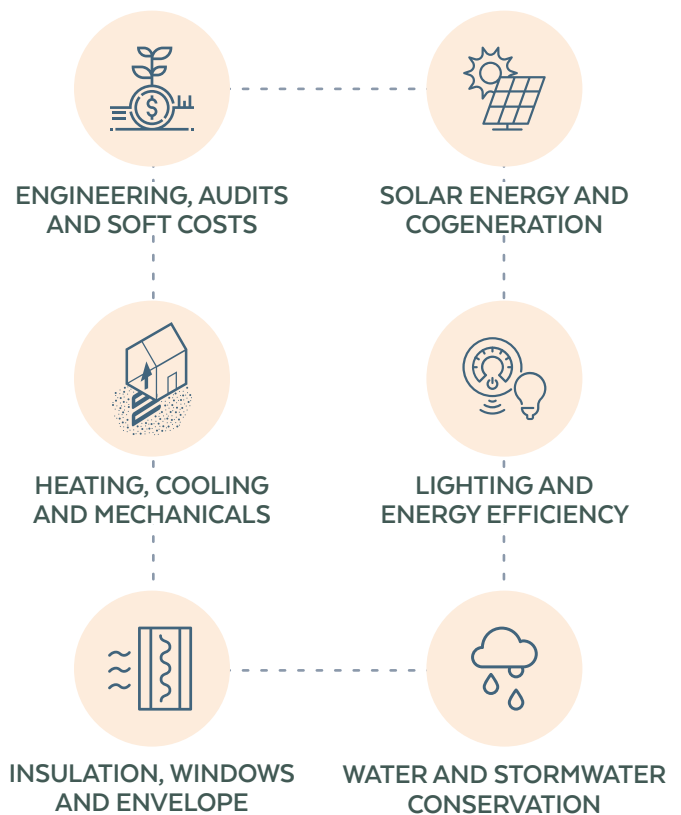 ENGINEERING, AUDITS
AND SOFT COSTS
SOLAR ENERGY AND
COGENERATION
HEATING, COOLING
AND MECHANICALS
LIGHTING AND
ENERGY EFFICIENCY
INSULATION, WINDOWS
AND ENVELOPE
WATER AND STORMWATER
CONSERVATION